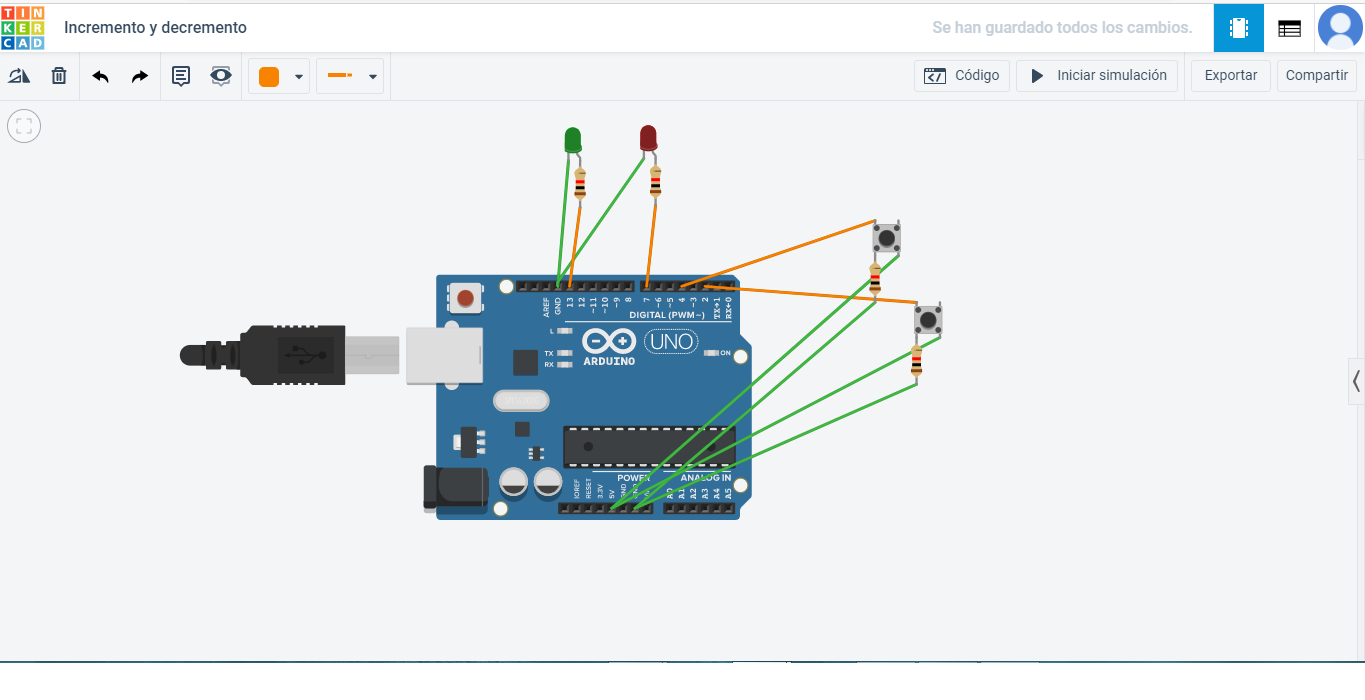 TIN
KER
CAD
Incremento y decremento
Se han guardado todos los cambios.
Código
Iniciar simulación
Exportar
Compartir
AREF
GND
13
12
~11
~10
~9
8
7
~6
~5
4
~3
2
TX→1
RX←0
DIGITAL (PWM~)
L
TX
RX
ARDUINO
UNO
ON
POWER
ANALOG IN
IOREF
RESET
3.3V
5V
GND
A0
A1
A2
A3
A4
A5